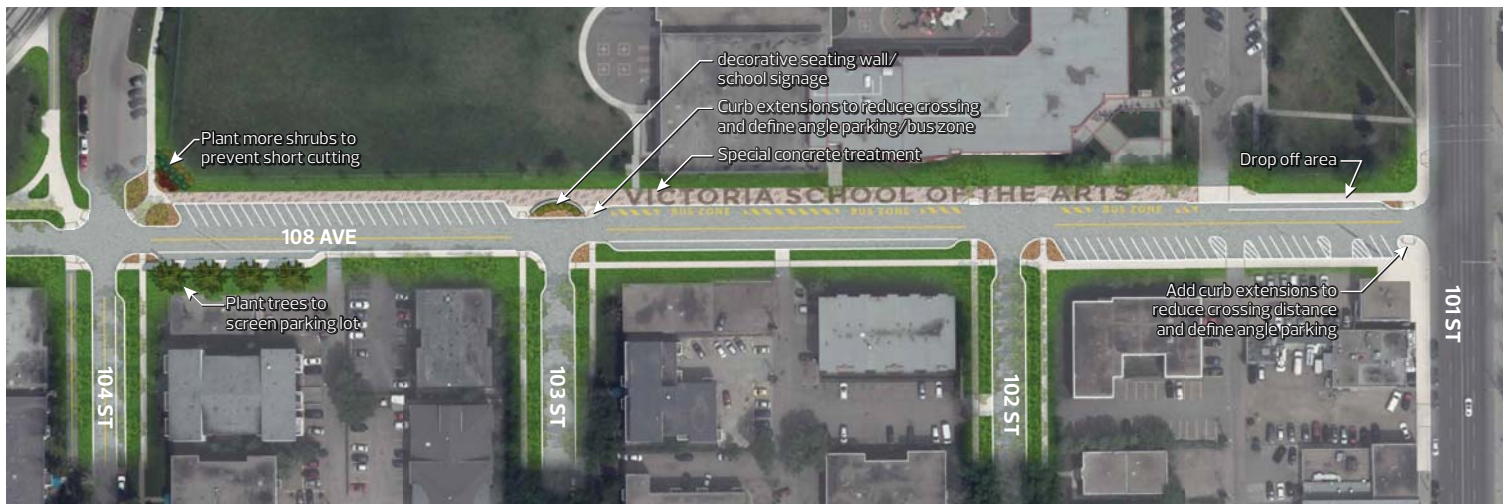 decorative seating wall/
school signage
Curb extensions to reduce crossing
and define angle parking/bus zone
Plant more shrubs to
prevent short cutting
Special concrete treatment
Drop off area
VICTORIA SCHOOL OF THE ARTS
BUS ZONE
BUS ZONE
BUS ZONE
108 AVE
Plant trees to
screen parking lot
Add curb extensions to
reduce crossing distance
and define angle parking
104 ST
103 ST
102 ST
101 ST